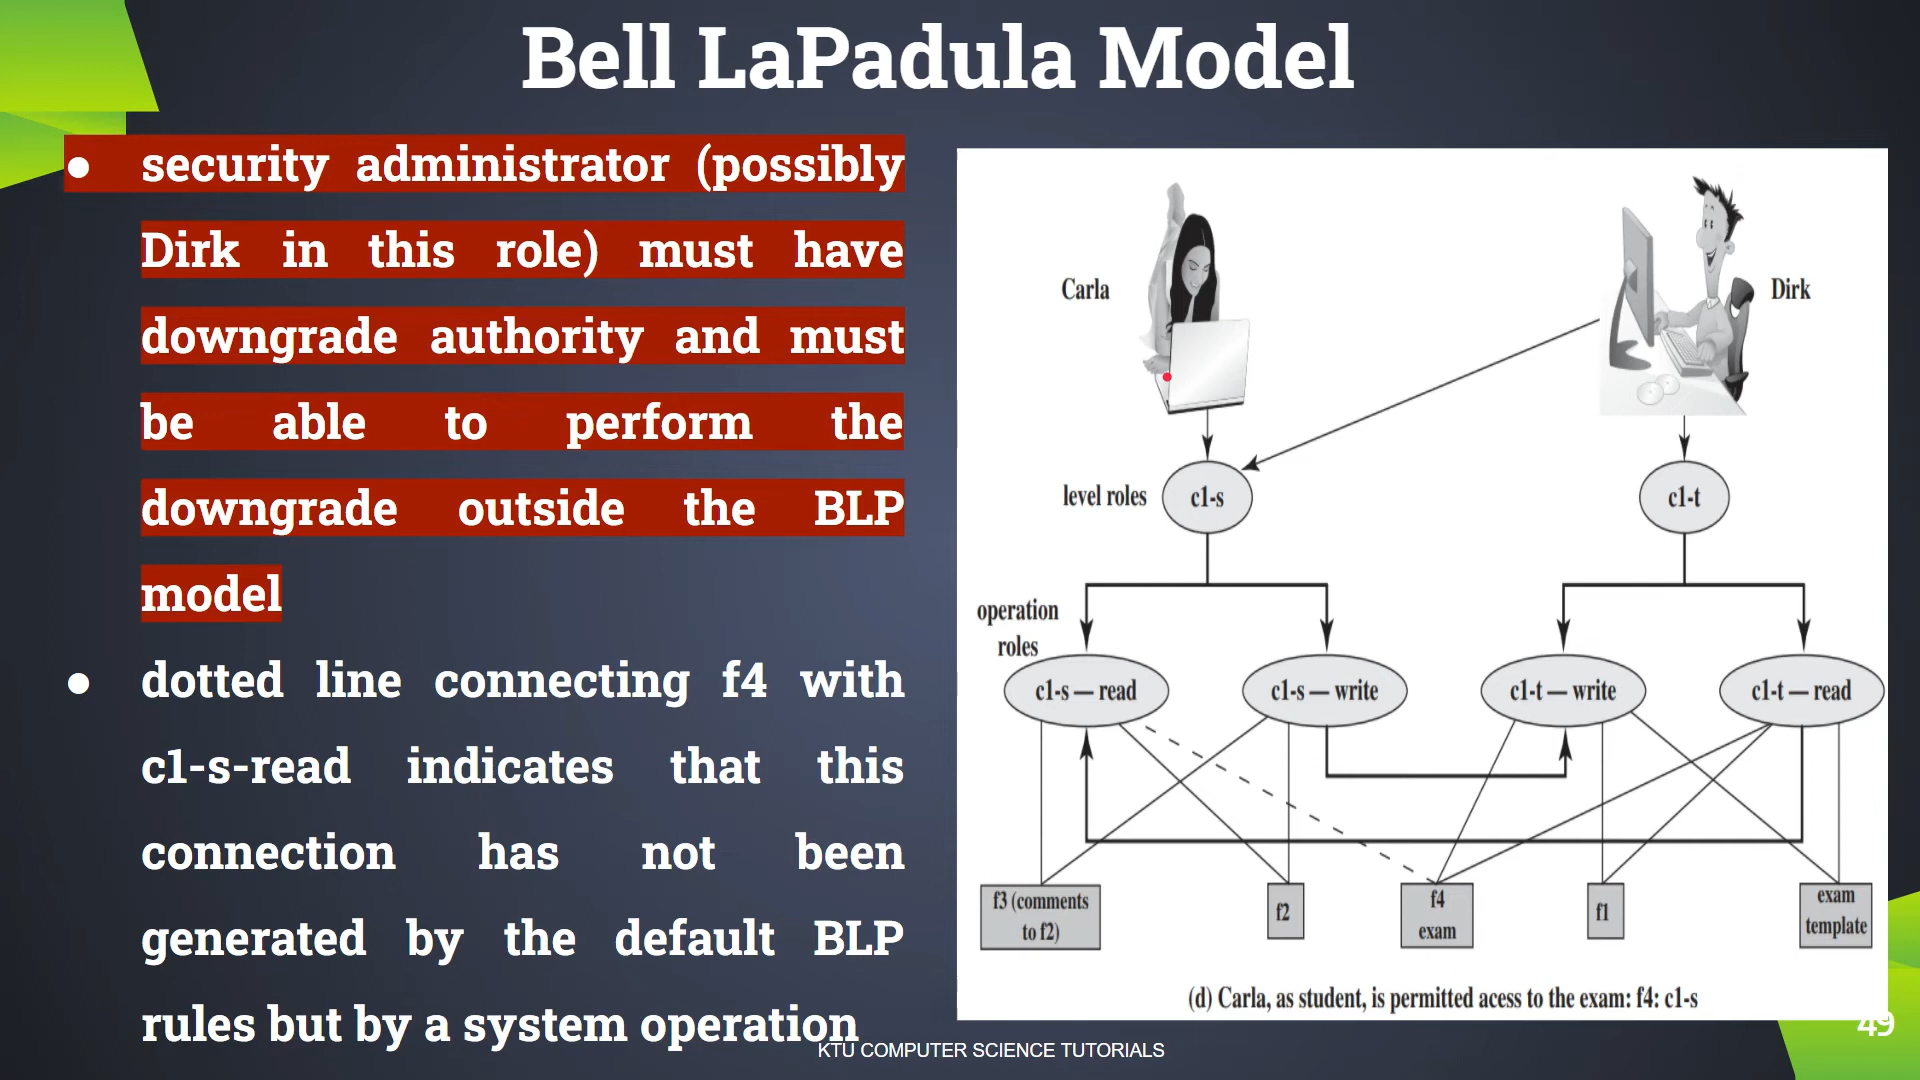 Bell LaPadula Model
● security administrator (possibly
Dirk in this role) must have
downgrade authority and must
be able to perform the
downgrade outside the BLP
model
● dotted line connecting f4 with
c1-s-read indicates that this
connection has not been
generated by the default BLP
rules but by a system operation
Carla
Dirk
level roles
c1-s
c1-t
operation
roles
c1-s — read
c1-s — write
c1-t — write
c1-t — read
f3 (comments
to f2)
f2
f4
exam
f1
exam
template
(d) Carla, as student, is permitted acess to the exam: f4: c1-s
49
KTU COMPUTER SCIENCE TUTORIALS